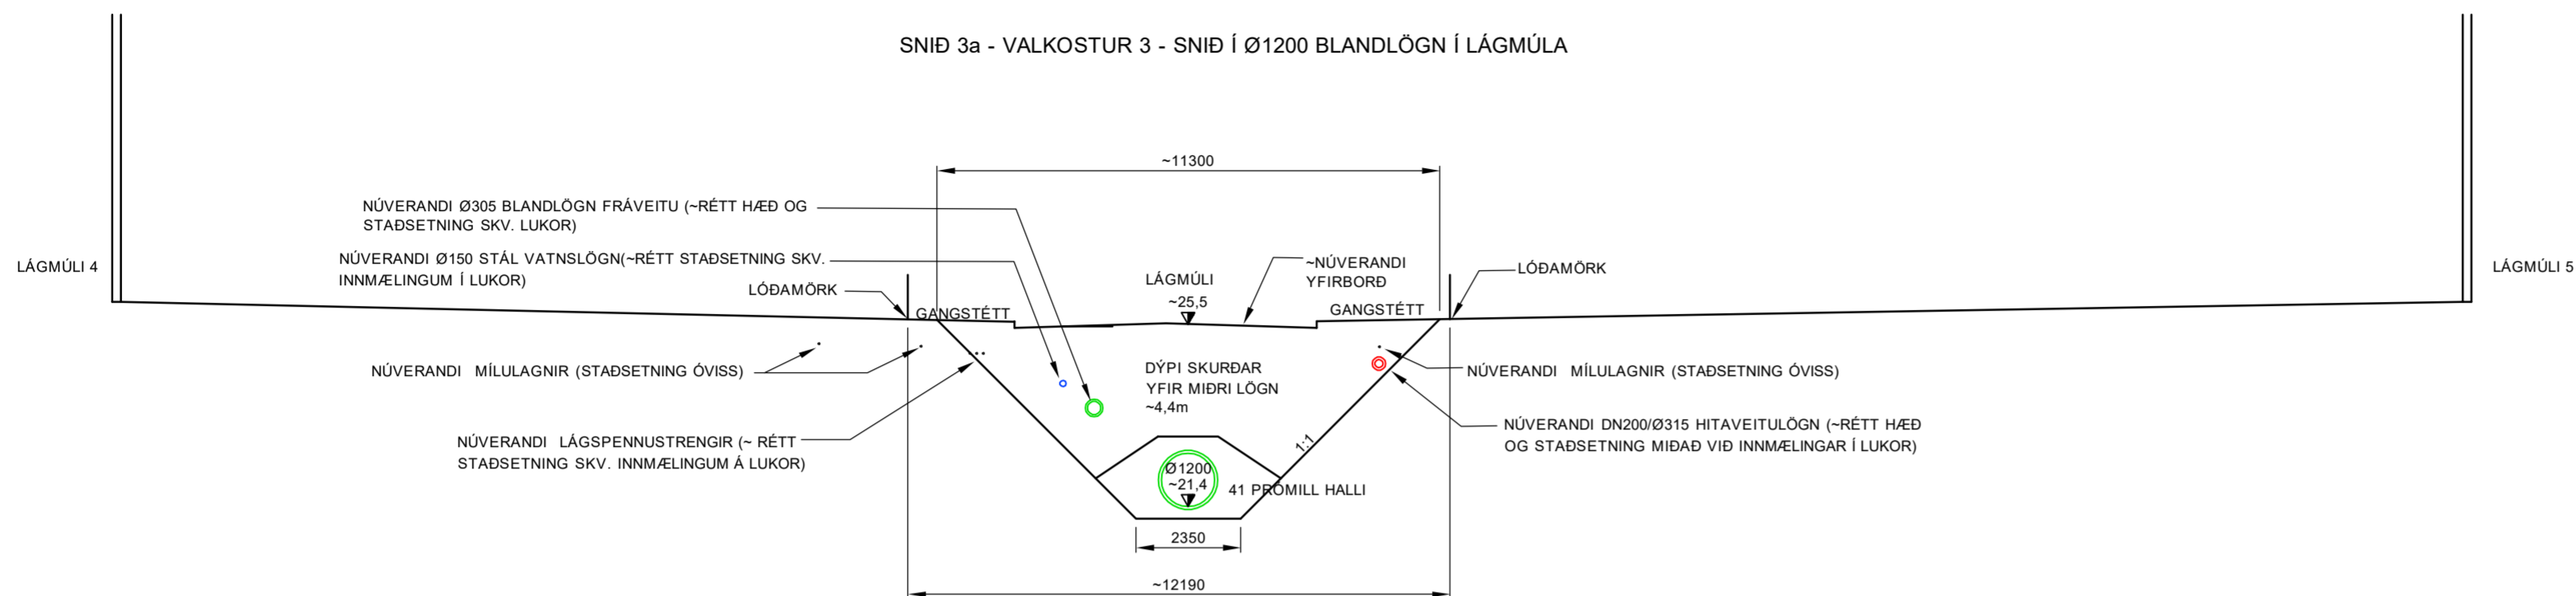 SNIÐ 3a - VALKOSTUR 3 - SNIÐ Í Ø1200 BLANDLÖGN Í LÁGMÚLA
~11300
NÚVERANDI Ø305 BLANDLÖGN FRÁVEITU (~RÉTT HÆÐ OG
STAÐSETNING SKV. LUKOR)
NÚVERANDI Ø150 STÁL VATNSLÖGN(~RÉTT STAÐSETNING SKV.
INNMÆLINGUM Í LUKOR)
LÁGMÚLI 4
LÓÐAMÖRK
GANGSTÉTT
LÁGMÚLI
~25,5
~NÚVERANDI
YFIRBORÐ
GANGSTÉTT
LÓÐAMÖRK
LÁGMÚLI 5
NÚVERANDI MÍLULAGNIR (STAÐSETNING ÓVISS)
DÝPI SKURÐAR
YFIR MIÐRI LÖGN
~4,4m
NÚVERANDI MÍLULAGNIR (STAÐSETNING ÓVISS)
NÚVERANDI LÁGSPENNUSTRENGIR (~ RÉTT
STAÐSETNING SKV. INNMÆLINGUM Á LUKOR)
1:1
NÚVERANDI DN200/Ø315 HITAVEITULÖGN (~RÉTT HÆÐ
OG STAÐSETNING MIÐAÐ VIÐ INNMÆLINGAR Í LUKOR)
Ø1200
~21,4
41 PRÓMILL HALLI
2350
~12190